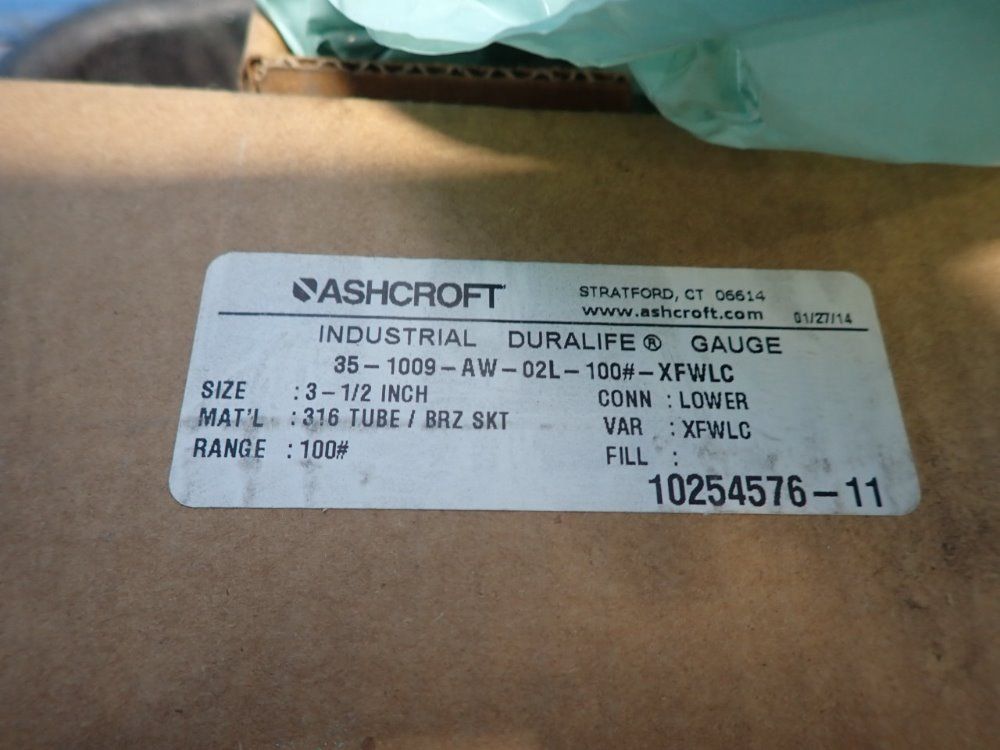 ASHCROFT
STRATFORD, CT 06614
www.ashcroft.com 01/27/14
INDUSTRIAL DURALIFE® GAUGE
35-1009-AW-02L-100#-XFWLC
SIZE : 3-1/2 INCH CONN : LOWER
MAT'L : 316 TUBE / BRZ SKT VAR : XFWLC
RANGE : 100# FILL :
10254576-11